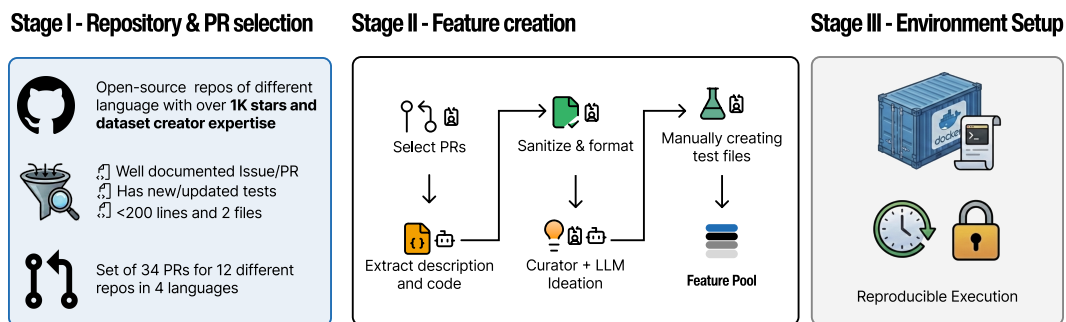 Stage I - Repository & PR selection
Open-source repos of different
language with over 1K stars and
dataset creator expertise
Well documented Issue/PR
Has new/updated tests
<200 lines and 2 files
Set of 34 PRs for 12 different
repos in 4 languages
Stage II - Feature creation
Select PRs
Extract description
and code
Sanitize & format
Curator + LLM
Ideation
Manually creating
test files
Feature Pool
Stage III - Environment Setup
docker
Reproducible Execution